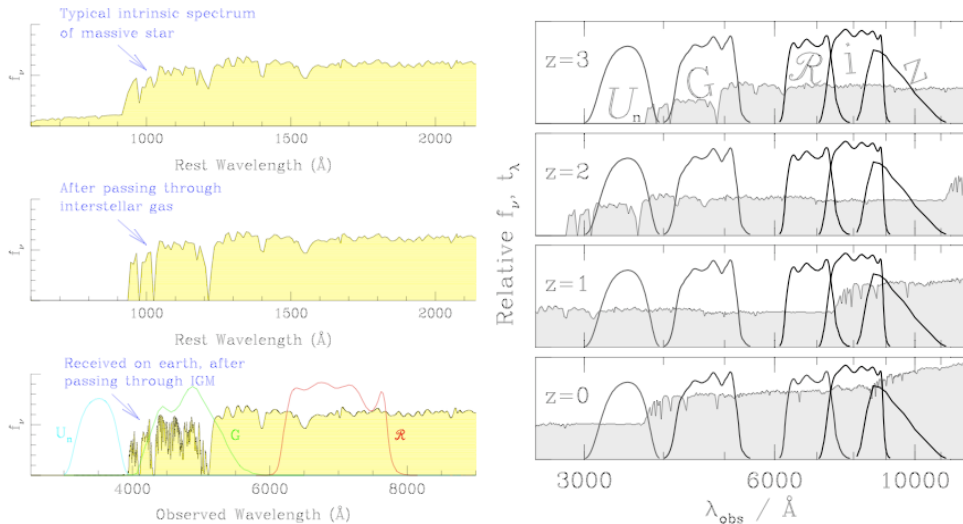 Typical intrinsic spectrum
of massive star
f_ν
1000
1500
2000
Rest Wavelength (Å)
After passing through
interstellar gas
f_ν
1000
1500
2000
Rest Wavelength (Å)
Received on earth, after
passing through IGM
f_ν
U_n
G
ℛ
4000
6000
8000
Observed Wavelength (Å)
Relative f_ν, t_λ
z=3
U_n
G
ℛ
i
z
z=2
z=1
z=0
3000
6000
10000
λ_obs / Å